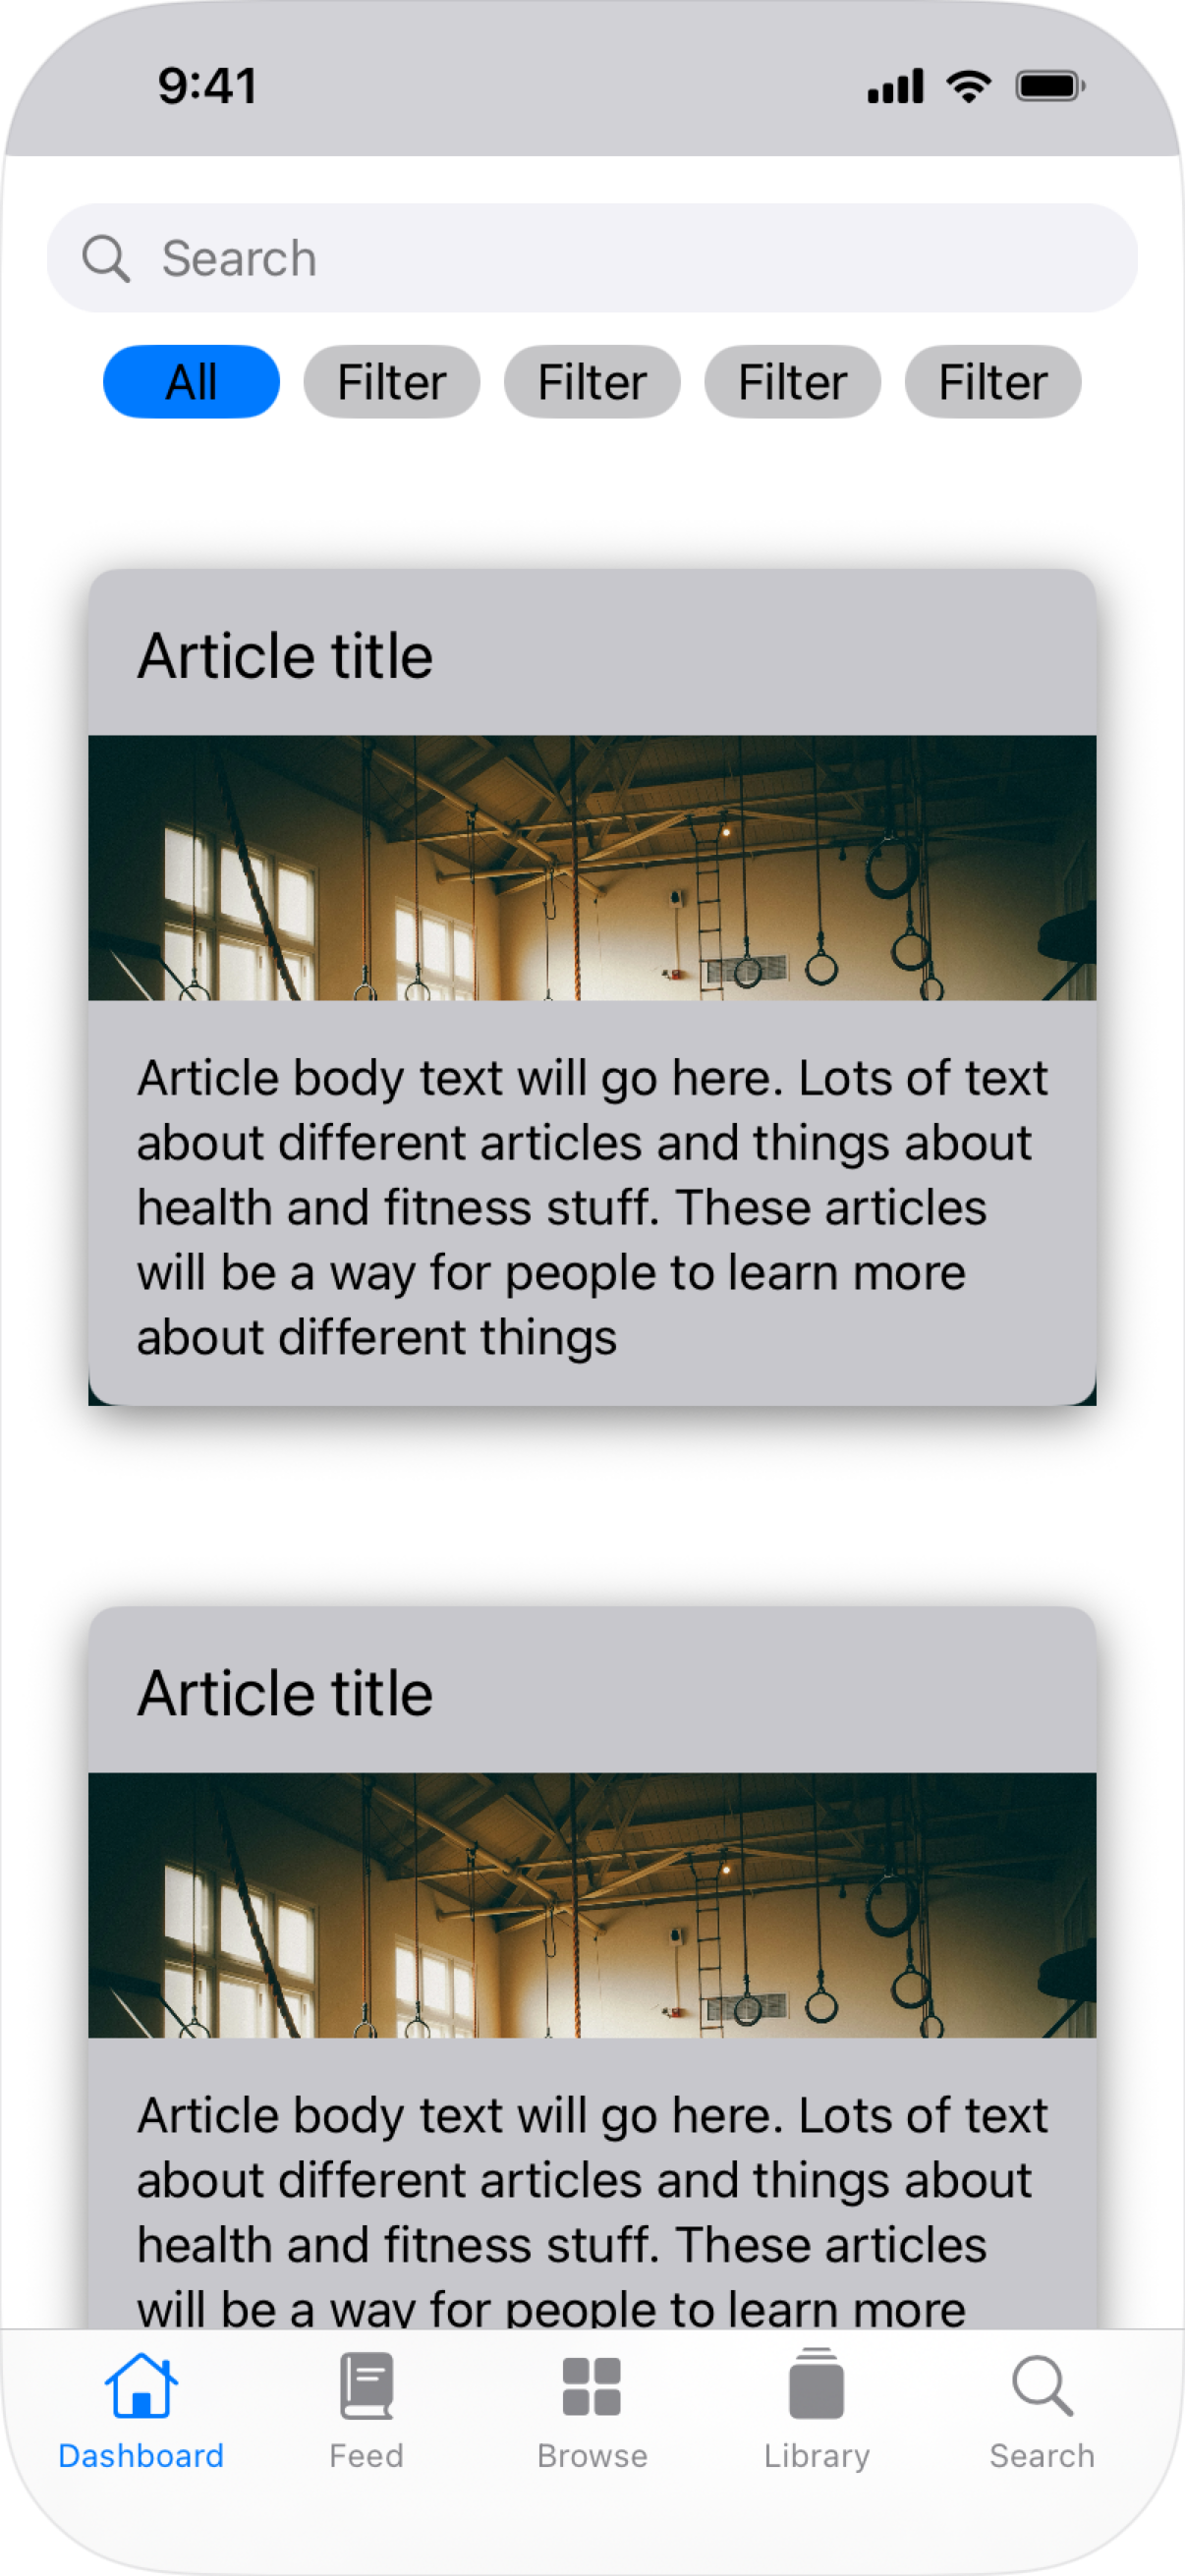 9:41
Search
All Filter Filter Filter Filter
Article title
Article body text will go here. Lots of text
about different articles and things about
health and fitness stuff. These articles
will be a way for people to learn more
about different things
Article title
Article body text will go here. Lots of text
about different articles and things about
health and fitness stuff. These articles
will be a way for people to learn more
Dashboard Feed Browse Library Search